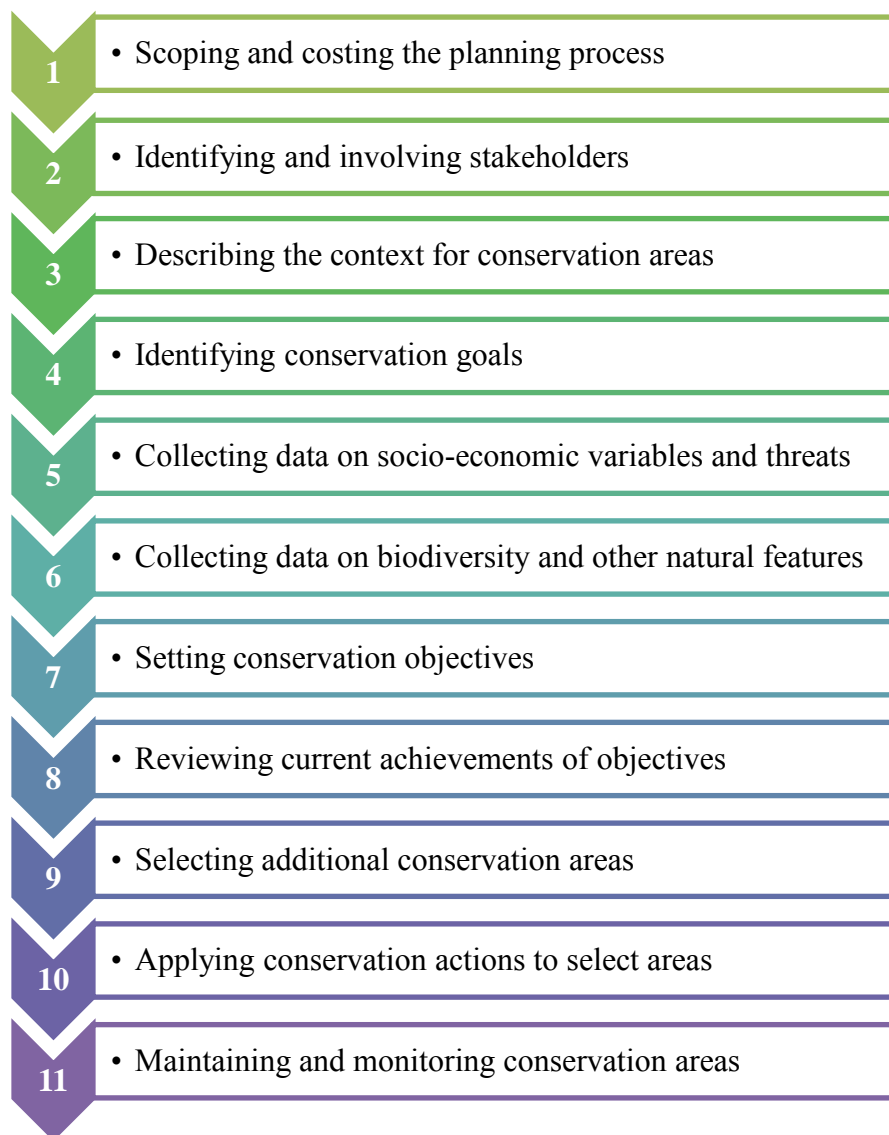 1
• Scoping and costing the planning process
2
• Identifying and involving stakeholders
3
• Describing the context for conservation areas
4
• Identifying conservation goals
5
• Collecting data on socio-economic variables and threats
6
• Collecting data on biodiversity and other natural features
7
• Setting conservation objectives
8
• Reviewing current achievements of objectives
9
• Selecting additional conservation areas
10
• Applying conservation actions to select areas
11
• Maintaining and monitoring conservation areas